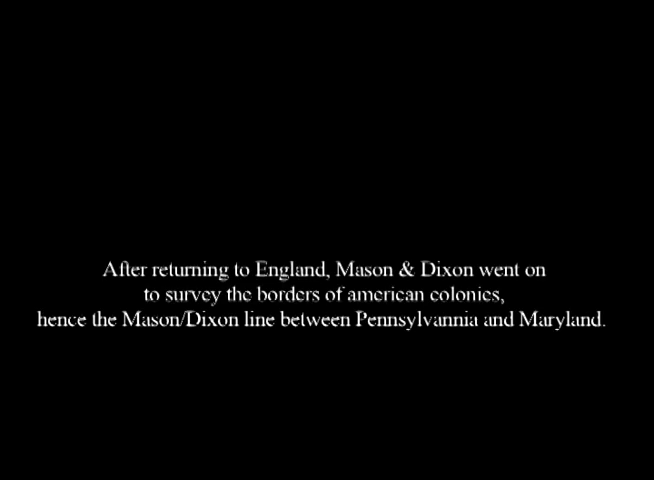 After returning to England, Mason & Dixon went on
to survey the borders of american colonies,
hence the Mason/Dixon line between Pennsylvannia and Maryland.